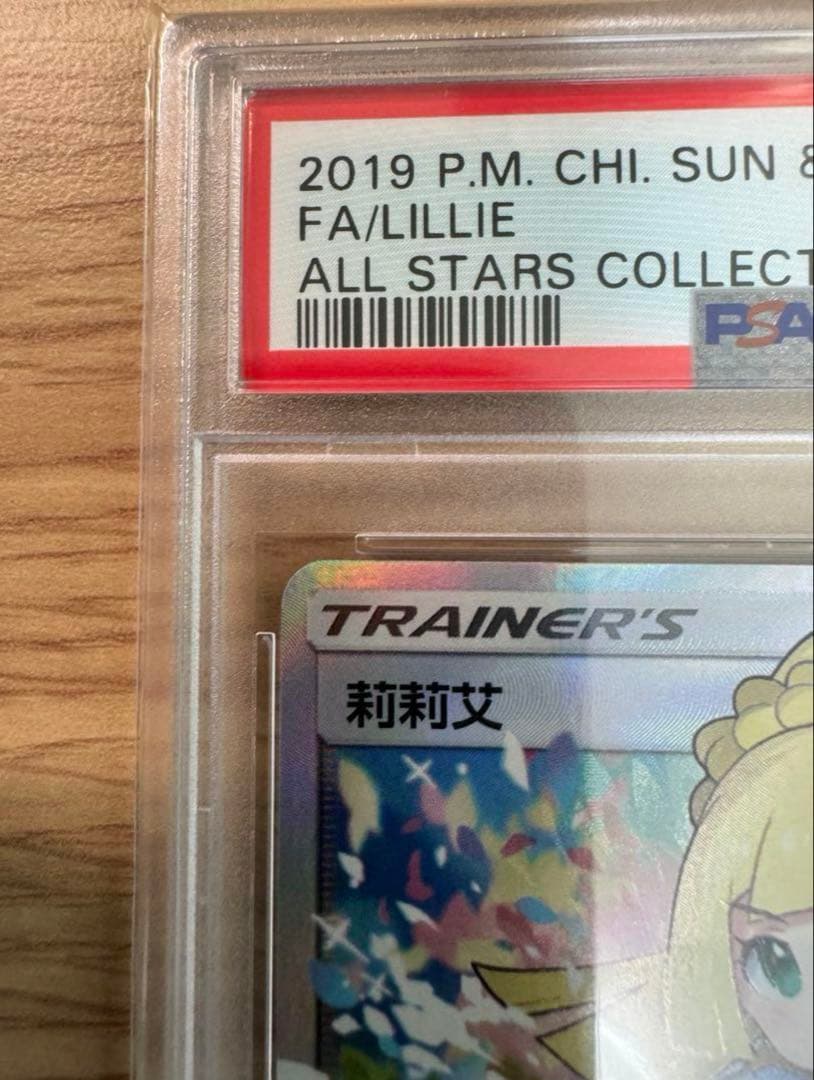 2019 P.M. CHI. SUN &
FA/LILLIE
ALL STARS COLLECT
PSA
TRAINER'S
莉莉艾